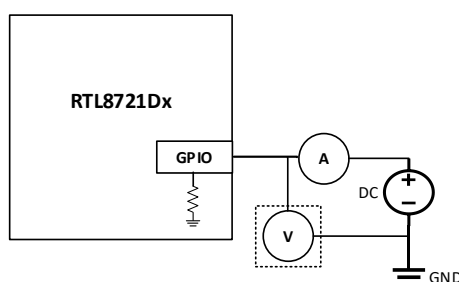 RTL8721Dx
GPIO
A
+
DC
−
V
GND